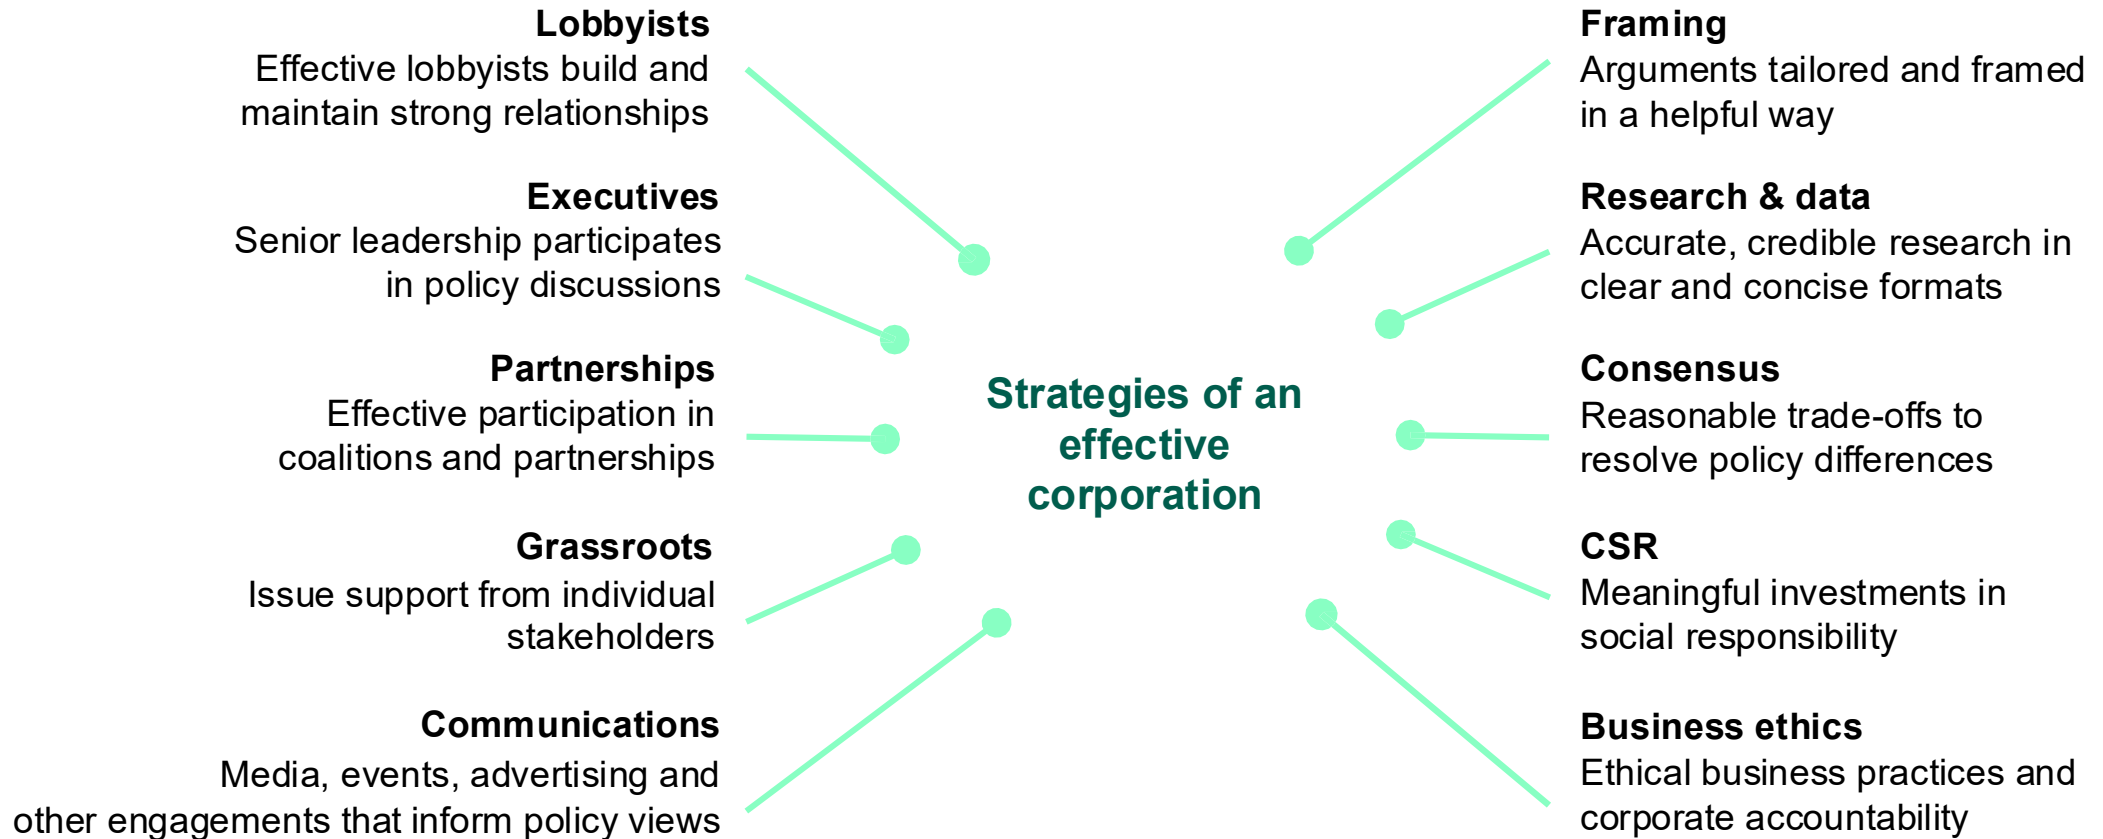 Lobbyists
Effective lobbyists build and
maintain strong relationships
Executives
Senior leadership participates
in policy discussions
Partnerships
Effective participation in
coalitions and partnerships
Grassroots
Issue support from individual
stakeholders
Communications
Media, events, advertising and
other engagements that inform policy views
Strategies of an
effective
corporation
Framing
Arguments tailored and framed
in a helpful way
Research & data
Accurate, credible research in
clear and concise formats
Consensus
Reasonable trade-offs to
resolve policy differences
CSR
Meaningful investments in
social responsibility
Business ethics
Ethical business practices and
corporate accountability